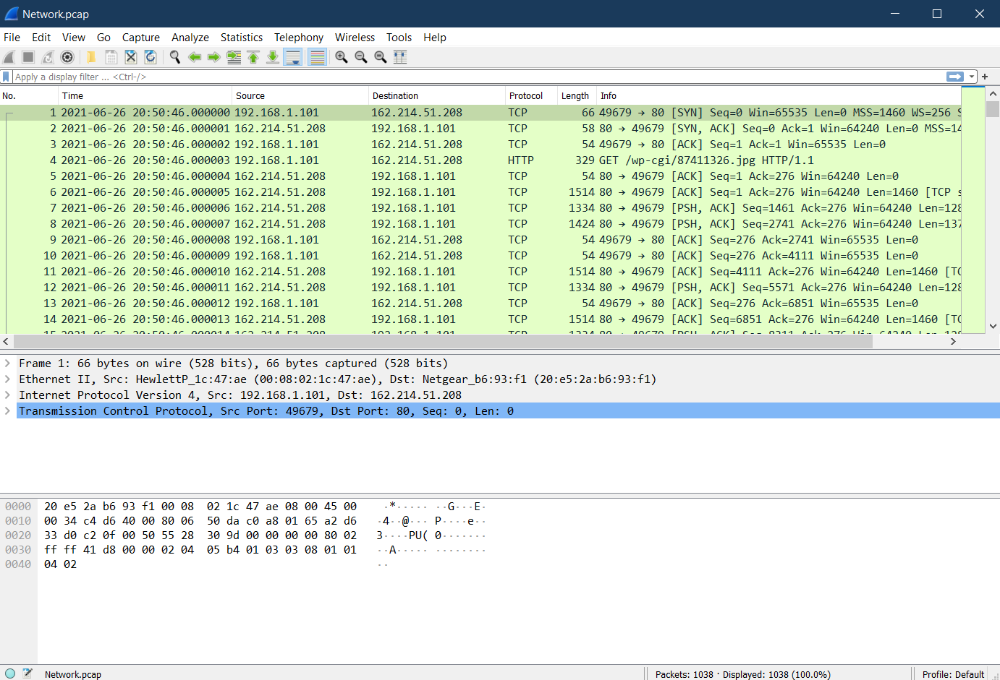 Network.pcap
File Edit View Go Capture Analyze Statistics Telephony Wireless Tools Help
Apply a display filter ... <Ctrl-/>
No. Time Source Destination Protocol Length Info
1 2021-06-26 20:50:46.000000 192.168.1.101 162.214.51.208 TCP 66 49679 → 80 [SYN] Seq=0 Win=65535 Len=0 MSS=1460 WS=256 S
2 2021-06-26 20:50:46.000001 162.214.51.208 192.168.1.101 TCP 58 80 → 49679 [SYN, ACK] Seq=0 Ack=1 Win=64240 Len=0 MSS=14
3 2021-06-26 20:50:46.000002 192.168.1.101 162.214.51.208 TCP 54 49679 → 80 [ACK] Seq=1 Ack=1 Win=65535 Len=0
4 2021-06-26 20:50:46.000003 192.168.1.101 162.214.51.208 HTTP 329 GET /wp-cgi/87411326.jpg HTTP/1.1
5 2021-06-26 20:50:46.000004 162.214.51.208 192.168.1.101 TCP 54 80 → 49679 [ACK] Seq=1 Ack=276 Win=64240 Len=0
6 2021-06-26 20:50:46.000005 162.214.51.208 192.168.1.101 TCP 1514 80 → 49679 [ACK] Seq=1 Ack=276 Win=64240 Len=1460 [TCP s
7 2021-06-26 20:50:46.000006 162.214.51.208 192.168.1.101 TCP 1334 80 → 49679 [PSH, ACK] Seq=1461 Ack=276 Win=64240 Len=128
8 2021-06-26 20:50:46.000007 162.214.51.208 192.168.1.101 TCP 1424 80 → 49679 [PSH, ACK] Seq=2741 Ack=276 Win=64240 Len=137
9 2021-06-26 20:50:46.000008 192.168.1.101 162.214.51.208 TCP 54 49679 → 80 [ACK] Seq=276 Ack=2741 Win=65535 Len=0
10 2021-06-26 20:50:46.000009 192.168.1.101 162.214.51.208 TCP 54 49679 → 80 [ACK] Seq=276 Ack=4111 Win=65535 Len=0
11 2021-06-26 20:50:46.000010 162.214.51.208 192.168.1.101 TCP 1514 80 → 49679 [ACK] Seq=4111 Ack=276 Win=64240 Len=1460 [TC
12 2021-06-26 20:50:46.000011 162.214.51.208 192.168.1.101 TCP 1334 80 → 49679 [PSH, ACK] Seq=5571 Ack=276 Win=64240 Len=128
13 2021-06-26 20:50:46.000012 192.168.1.101 162.214.51.208 TCP 54 49679 → 80 [ACK] Seq=276 Ack=6851 Win=65535 Len=0
14 2021-06-26 20:50:46.000013 162.214.51.208 192.168.1.101 TCP 1514 80 → 49679 [ACK] Seq=6851 Ack=276 Win=64240 Len=1460 [TC
Frame 1: 66 bytes on wire (528 bits), 66 bytes captured (528 bits)
Ethernet II, Src: HewlettP_1c:47:ae (00:08:02:1c:47:ae), Dst: Netgear_b6:93:f1 (20:e5:2a:b6:93:f1)
Internet Protocol Version 4, Src: 192.168.1.101, Dst: 162.214.51.208
Transmission Control Protocol, Src Port: 49679, Dst Port: 80, Seq: 0, Len: 0
0000 20 e5 2a b6 93 f1 00 08 02 1c 47 ae 08 00 45 00 ·*····· ··G···E·
0010 00 34 c4 d6 40 00 80 06 50 da c0 a8 01 65 a2 d6 ·4··@··· P····e··
0020 33 d0 c2 0f 00 50 55 28 30 9d 00 00 00 00 80 02 3····PU( 0·······
0030 ff ff 41 d8 00 00 02 04 05 b4 01 03 03 08 01 01 ··A····· ········
0040 04 02 ··
Network.pcap Packets: 1038 · Displayed: 1038 (100.0%) Profile: Default